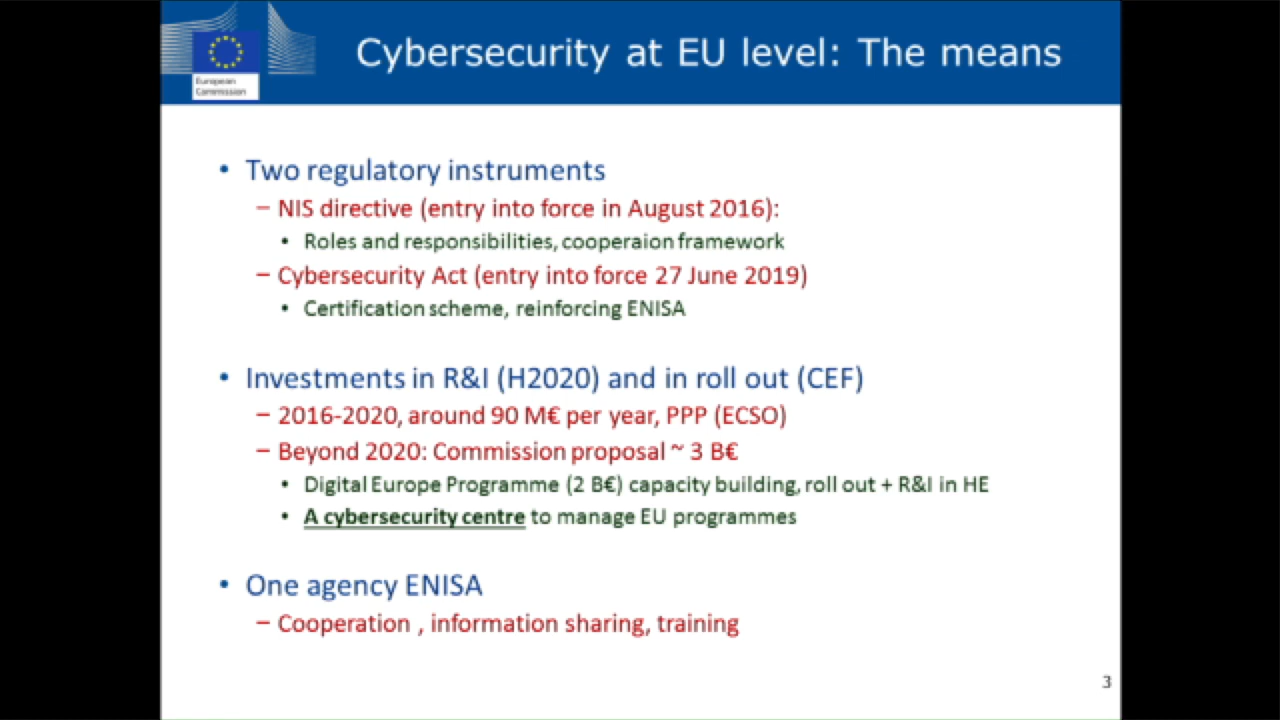 European
Commission
Cybersecurity at EU level: The means
• Two regulatory instruments
– NIS directive (entry into force in August 2016):
• Roles and responsibilities, cooperaion framework
– Cybersecurity Act (entry into force 27 June 2019)
• Certification scheme, reinforcing ENISA
• Investments in R&I (H2020) and in roll out (CEF)
– 2016-2020, around 90 M€ per year, PPP (ECSO)
– Beyond 2020: Commission proposal ~ 3 B€
• Digital Europe Programme (2 B€) capacity building, roll out + R&I in HE
• A cybersecurity centre to manage EU programmes
• One agency ENISA
– Cooperation , information sharing, training
3